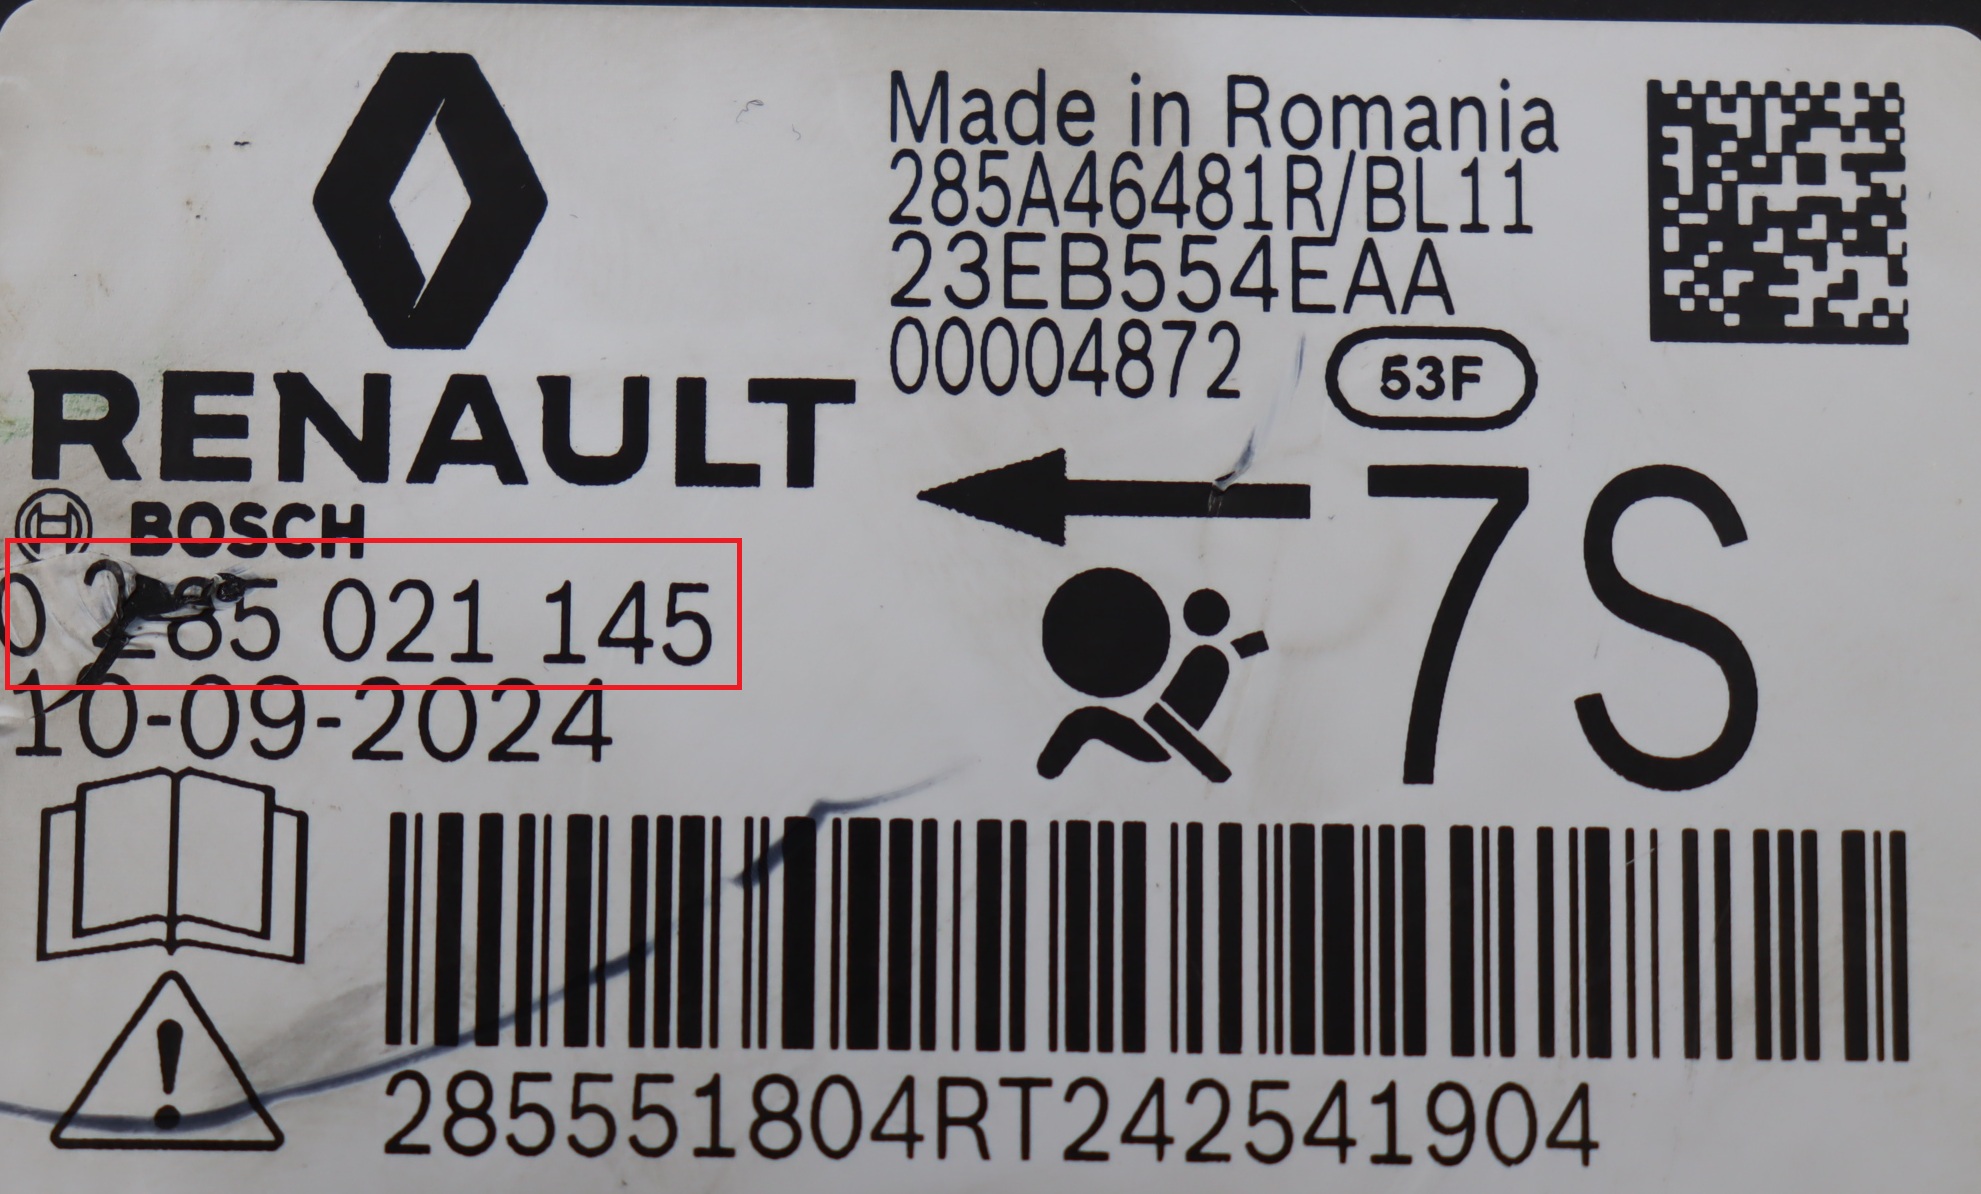 Made in Romania
285A46481R/BL11
23EB554EAA
00004872
53F
RENAULT
BOSCH
0 285 021 145
10-09-2024
7S
285551804RT242541904